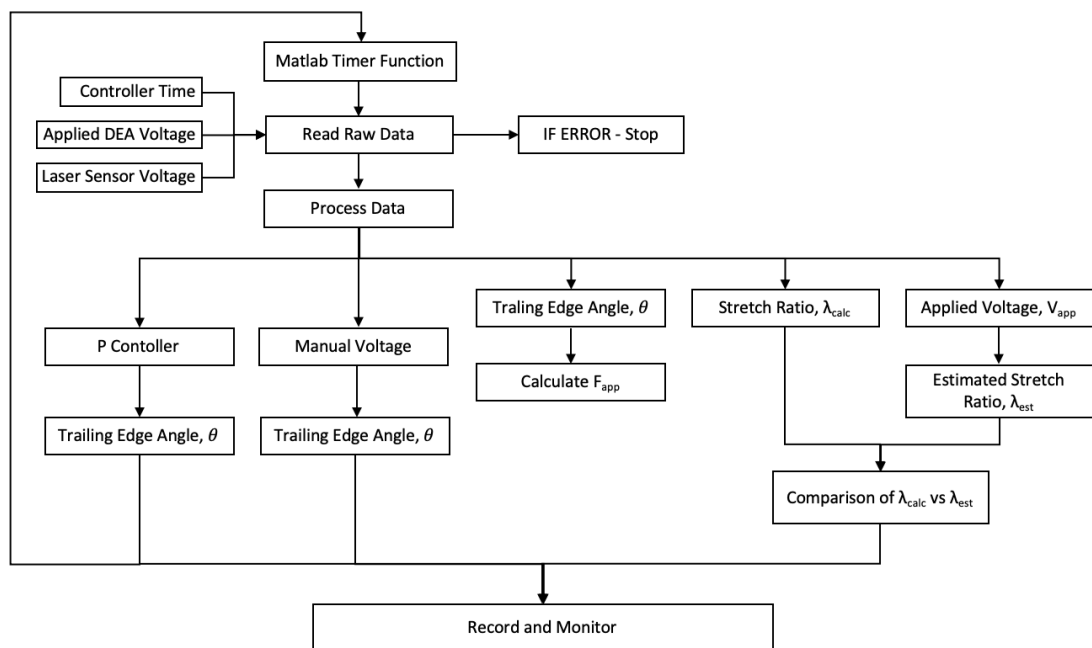 Matlab Timer Function
Controller Time
Applied DEA Voltage
Read Raw Data
IF ERROR - Stop
Laser Sensor Voltage
Process Data
Traling Edge Angle, θ
Stretch Ratio, λcalc
Applied Voltage, Vapp
P Contoller
Manual Voltage
Calculate Fapp
Estimated Stretch
Ratio, λest
Trailing Edge Angle, θ
Trailing Edge Angle, θ
Comparison of λcalc vs λest
Record and Monitor